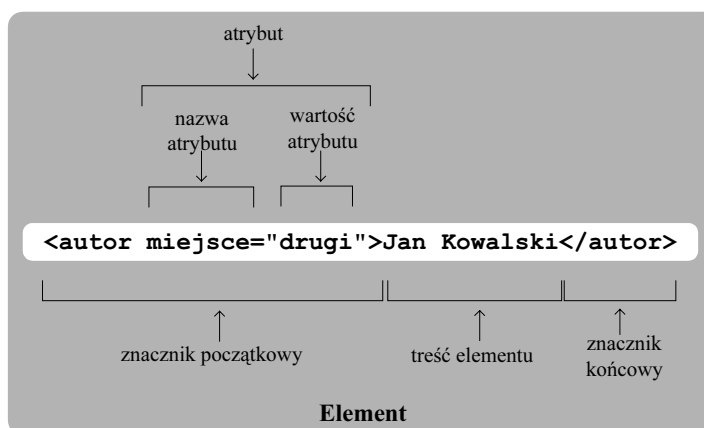 atrybut
nazwa
atrybutu
wartość
atrybutu
<autor miejsce="drugi">Jan Kowalski</autor>
znacznik początkowy
treść elementu
znacznik
końcowy
Element